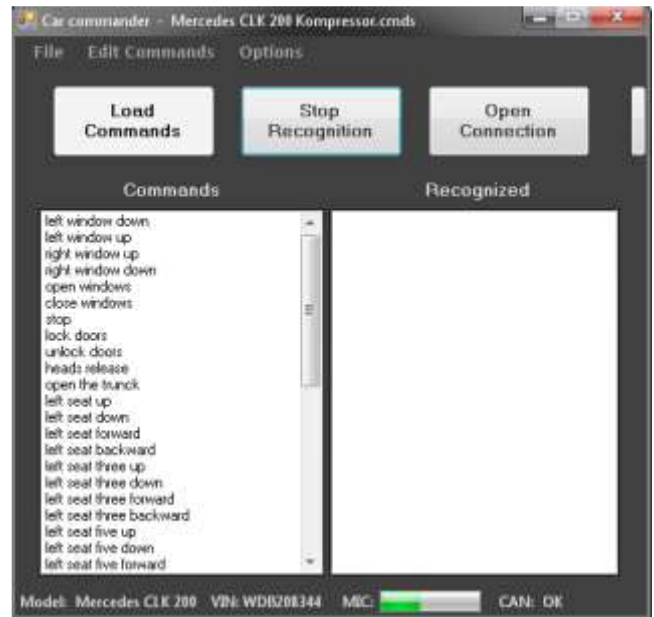 Car commander - Mercedes CLK 200 Kompressor.cmds
File Edit Commands Options
Load Commands
Stop Recognition
Open Connection
Commands
Recognized
left window down
left window up
right window up
right window down
open windows
close windows
stop
lock doors
unlock doors
heads release
open the trunck
left seat up
left seat down
left seat forward
left seat backward
left seat three up
left seat three down
left seat three forward
left seat three backward
left seat five up
left seat five down
left seat five forward
Model: Mercedes CLK 200 VIN: WDB208344 MIC: CAN: OK